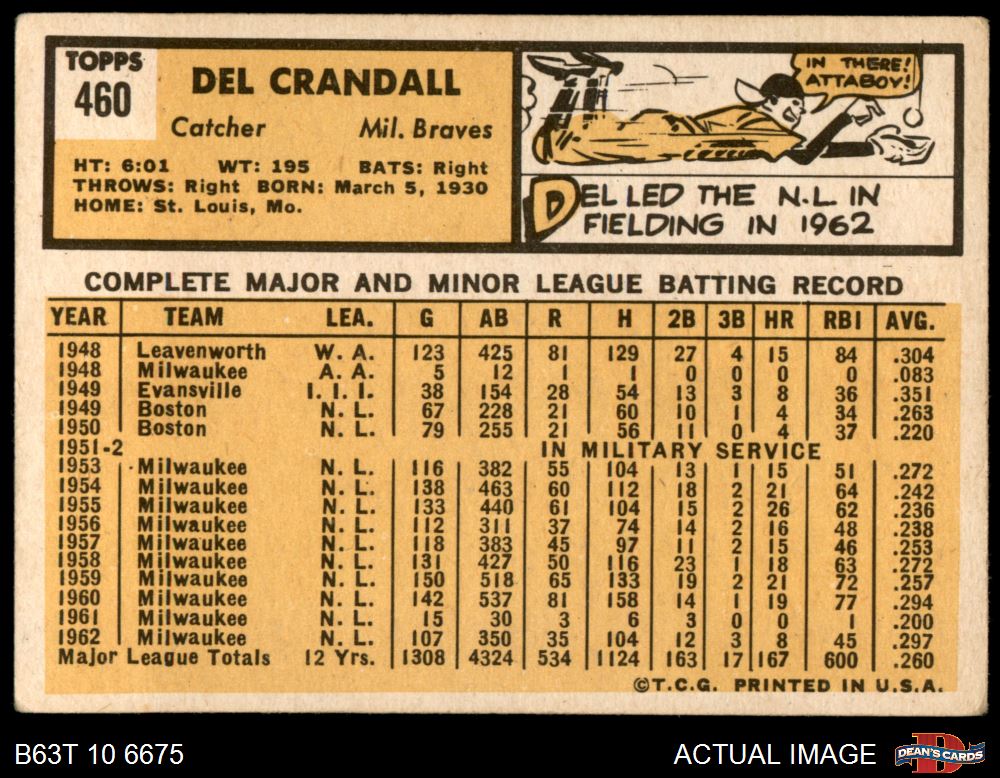 TOPPS
460
DEL CRANDALL
Catcher Mil. Braves
HT: 6:01 WT: 195 BATS: Right
THROWS: Right BORN: March 5, 1930
HOME: St. Louis, Mo.
IN THERE!
ATTABOY!
DEL LED THE N.L. IN
FIELDING IN 1962
COMPLETE MAJOR AND MINOR LEAGUE BATTING RECORD
YEAR TEAM LEA. G AB R H 2B 3B HR RBI AVG.
1948 Leavenworth W. A. 123 425 81 129 27 4 15 84 .304
1948 Milwaukee A. A. 5 12 1 1 0 0 0 0 .083
1949 Evansville I. I. I. 38 154 28 54 13 3 8 36 .351
1949 Boston N. L. 67 228 21 60 10 1 4 34 .263
1950 Boston N. L. 79 255 21 56 11 0 4 37 .220
1951-2 IN MILITARY SERVICE
1953 Milwaukee N. L. 116 382 55 104 13 1 15 51 .272
1954 Milwaukee N. L. 138 463 60 112 18 2 21 64 .242
1955 Milwaukee N. L. 133 440 61 104 15 2 26 62 .236
1956 Milwaukee N. L. 112 311 37 74 14 2 16 48 .238
1957 Milwaukee N. L. 118 383 45 97 11 2 15 46 .253
1958 Milwaukee N. L. 131 427 50 116 23 1 18 63 .272
1959 Milwaukee N. L. 150 518 65 133 19 2 21 72 .257
1960 Milwaukee N. L. 142 537 81 158 14 1 19 77 .294
1961 Milwaukee N. L. 15 30 3 6 3 0 0 1 .200
1962 Milwaukee N. L. 107 350 35 104 12 3 8 45 .297
Major League Totals 12 Yrs. 1308 4324 534 1124 163 17 167 600 .260
©T.C.G. PRINTED IN U.S.A.
B63T 10 6675 ACTUAL IMAGE DEAN'S CARDS